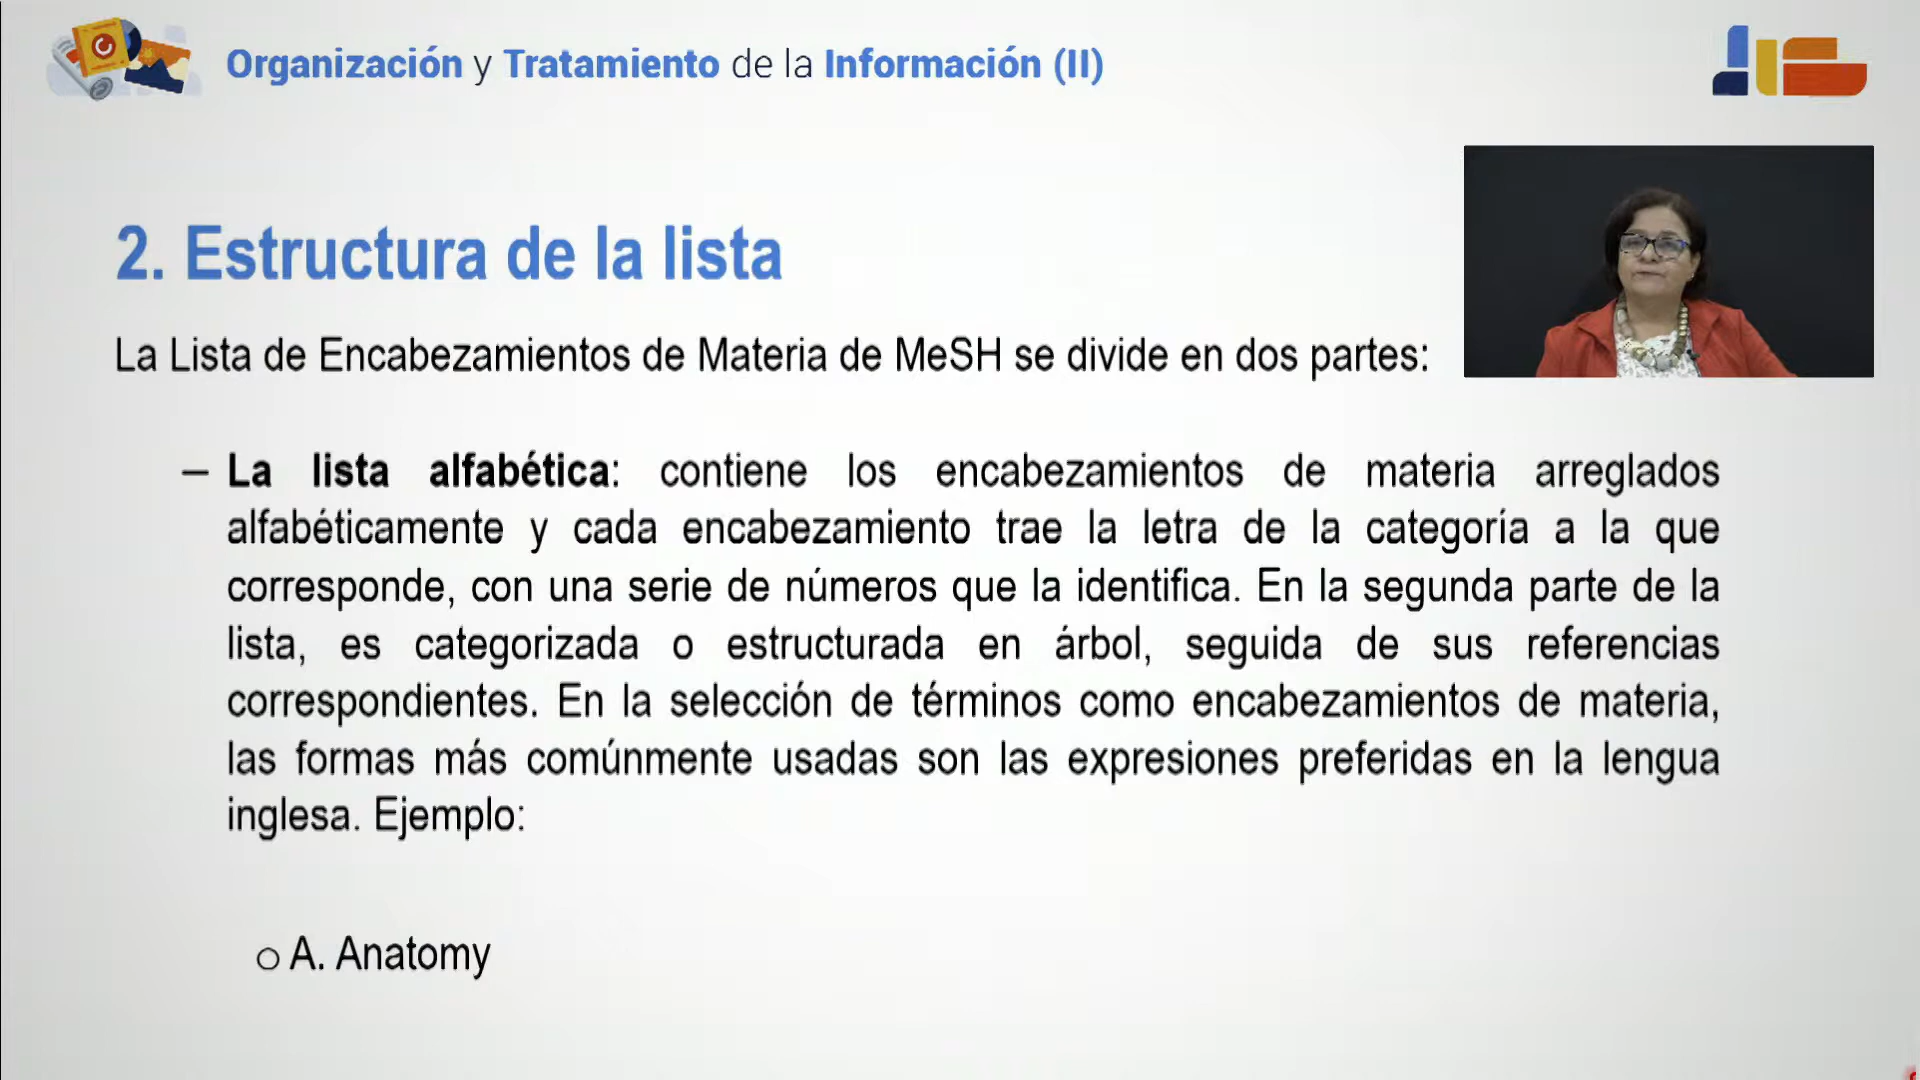 Organización y Tratamiento de la Información (II)
2. Estructura de la lista
La Lista de Encabezamientos de Materia de MeSH se divide en dos partes:
– La lista alfabética: contiene los encabezamientos de materia arreglados
alfabéticamente y cada encabezamiento trae la letra de la categoría a la que
corresponde, con una serie de números que la identifica. En la segunda parte de la
lista, es categorizada o estructurada en árbol, seguida de sus referencias
correspondientes. En la selección de términos como encabezamientos de materia,
las formas más comúnmente usadas son las expresiones preferidas en la lengua
inglesa. Ejemplo:
o A. Anatomy